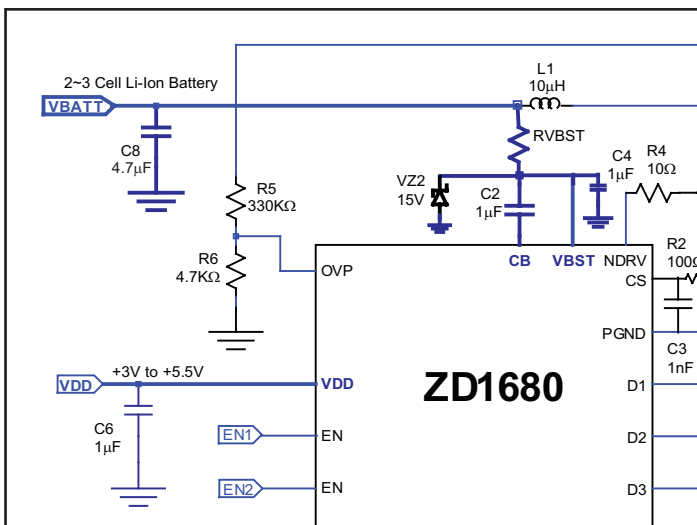 2~3 Cell Li-Ion Battery
VBATT
C8
4.7μF
L1
10μH
RVBST
VZ2
15V
C2
1μF
C4
1μF
R4
10Ω
R5
330KΩ
R6
4.7KΩ
OVP
CB
VBST
NDRV
CS
R2
100Ω
PGND
C3
1nF
+3V to +5.5V
VDD
VDD
ZD1680
D1
C6
1μF
EN1
EN
D2
EN2
EN
D3